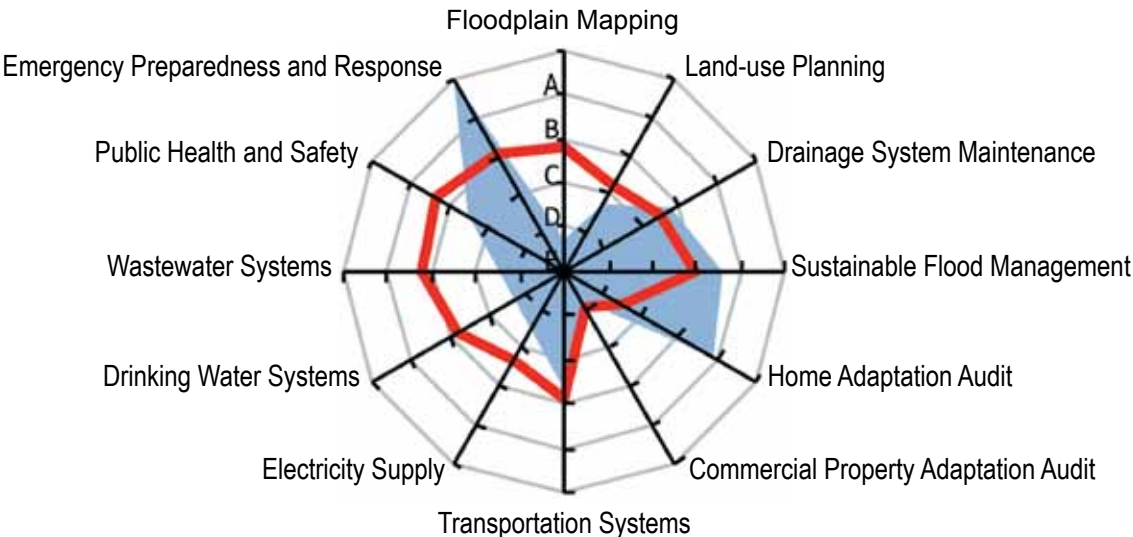 Floodplain Mapping
Emergency Preparedness and Response
Land-use Planning
A
B
Public Health and Safety
Drainage System Maintenance
C
D
E
Wastewater Systems
Sustainable Flood Management
Drinking Water Systems
Home Adaptation Audit
Electricity Supply
Commercial Property Adaptation Audit
Transportation Systems